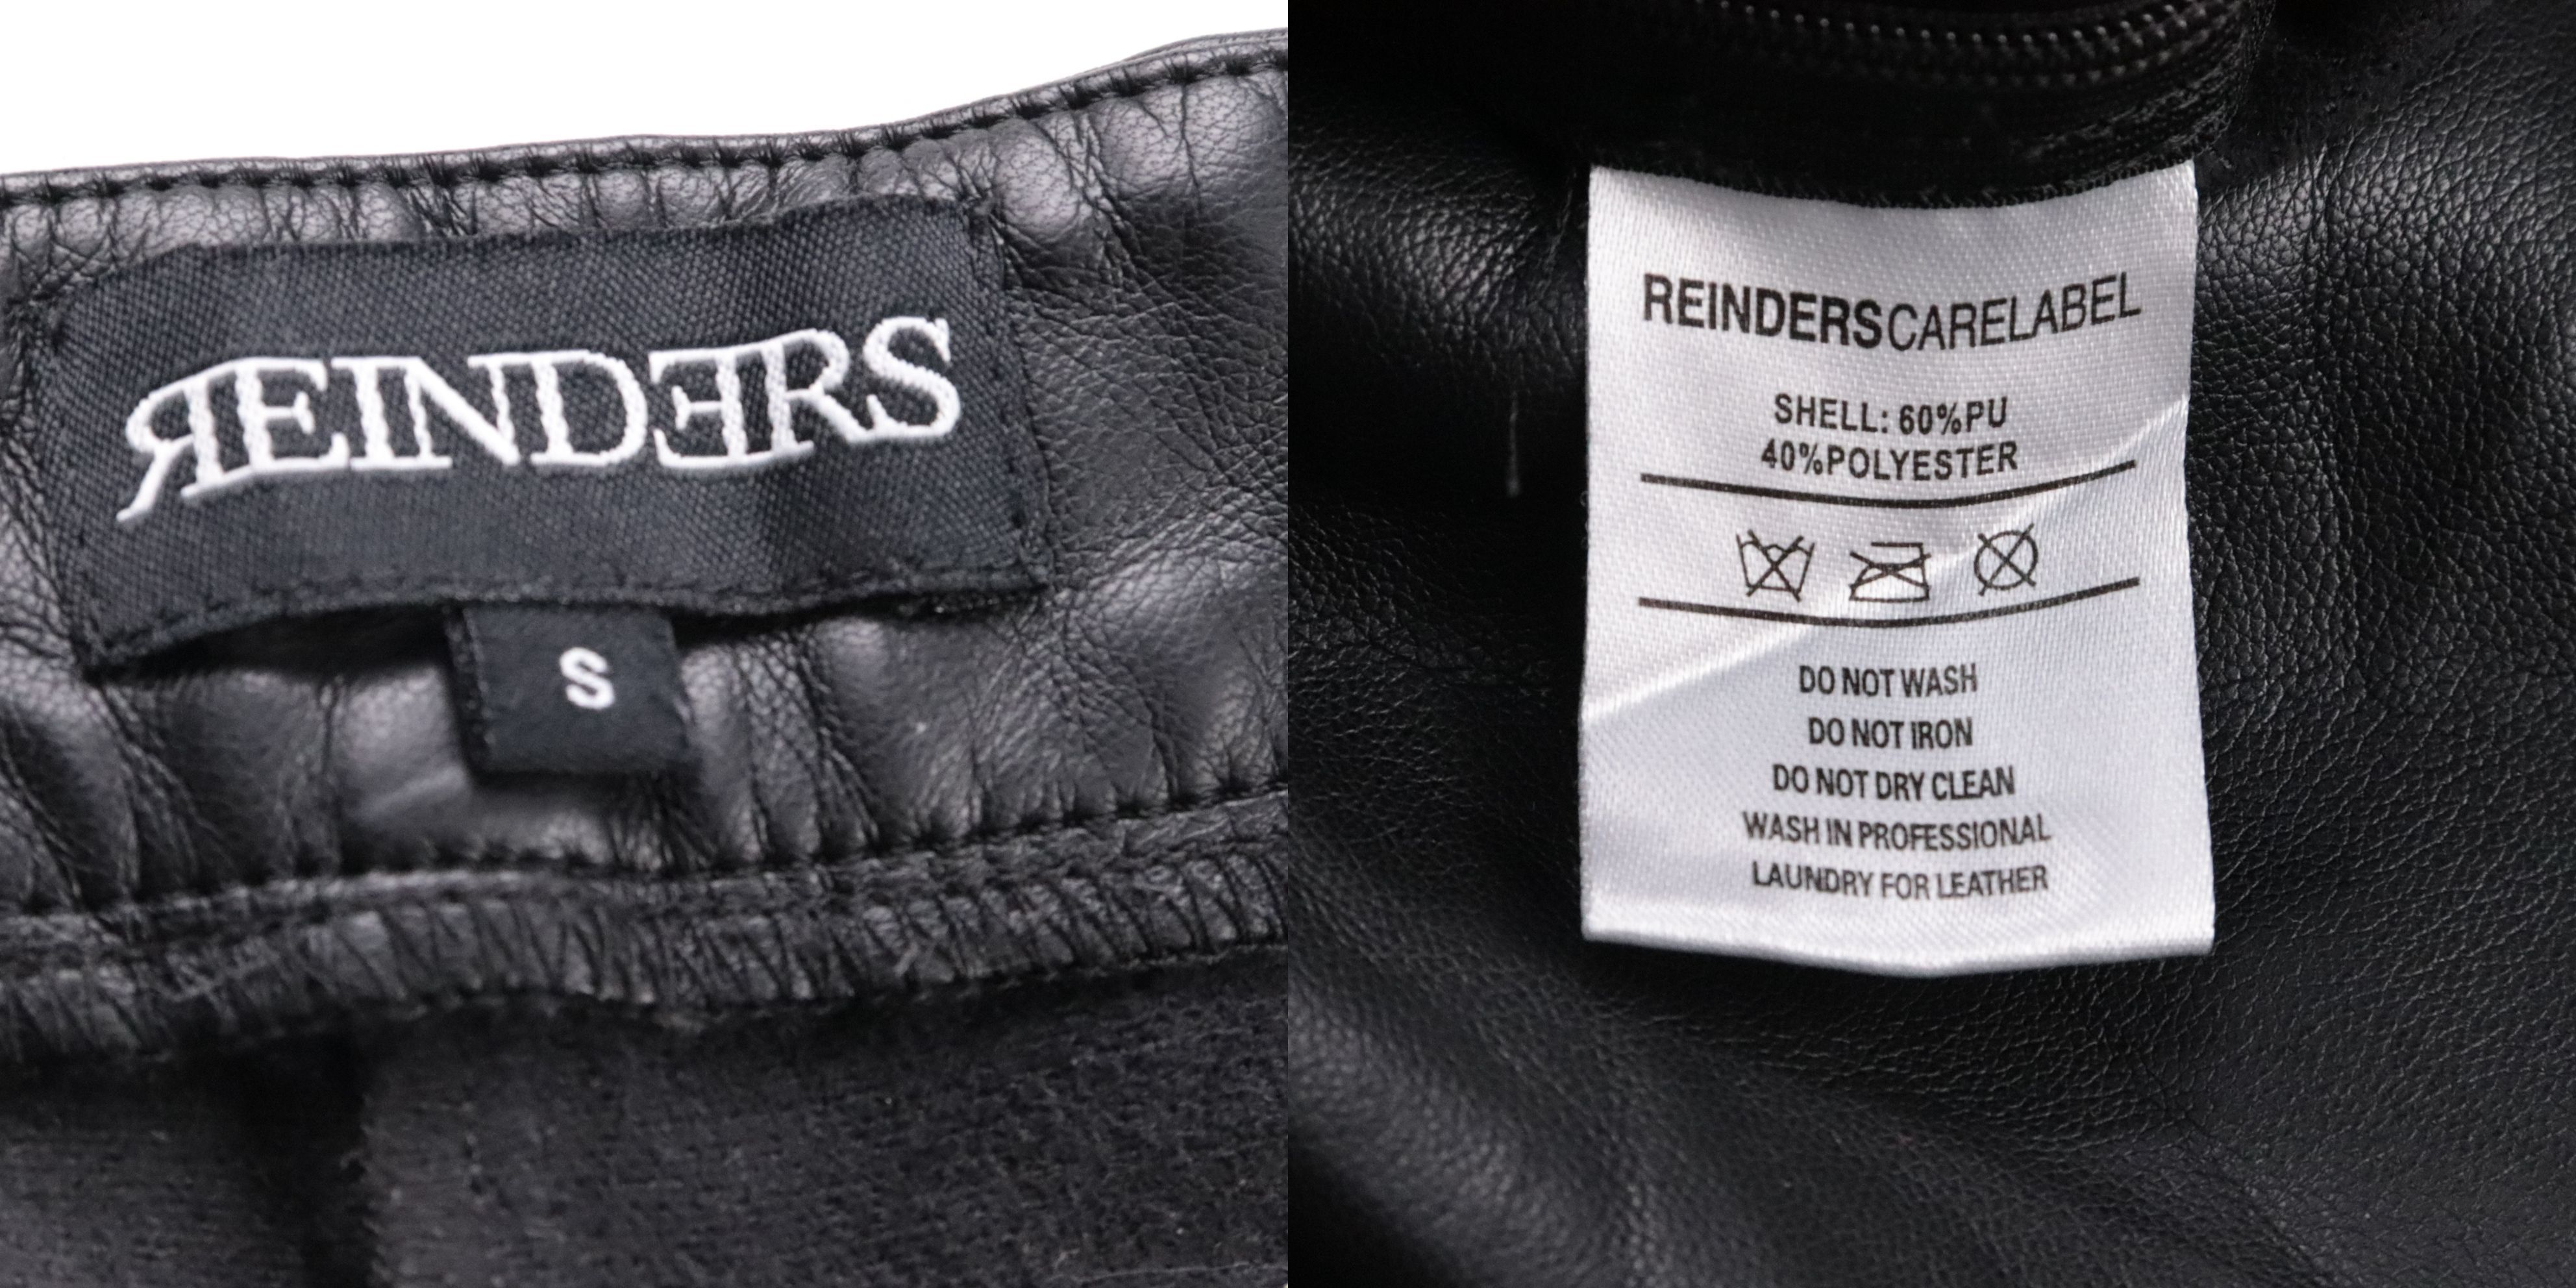 REINDERS
S
REINDERSCARELABEL
SHELL: 60%PU
40%POLYESTER
DO NOT WASH
DO NOT IRON
DO NOT DRY CLEAN
WASH IN PROFESSIONAL
LAUNDRY FOR LEATHER